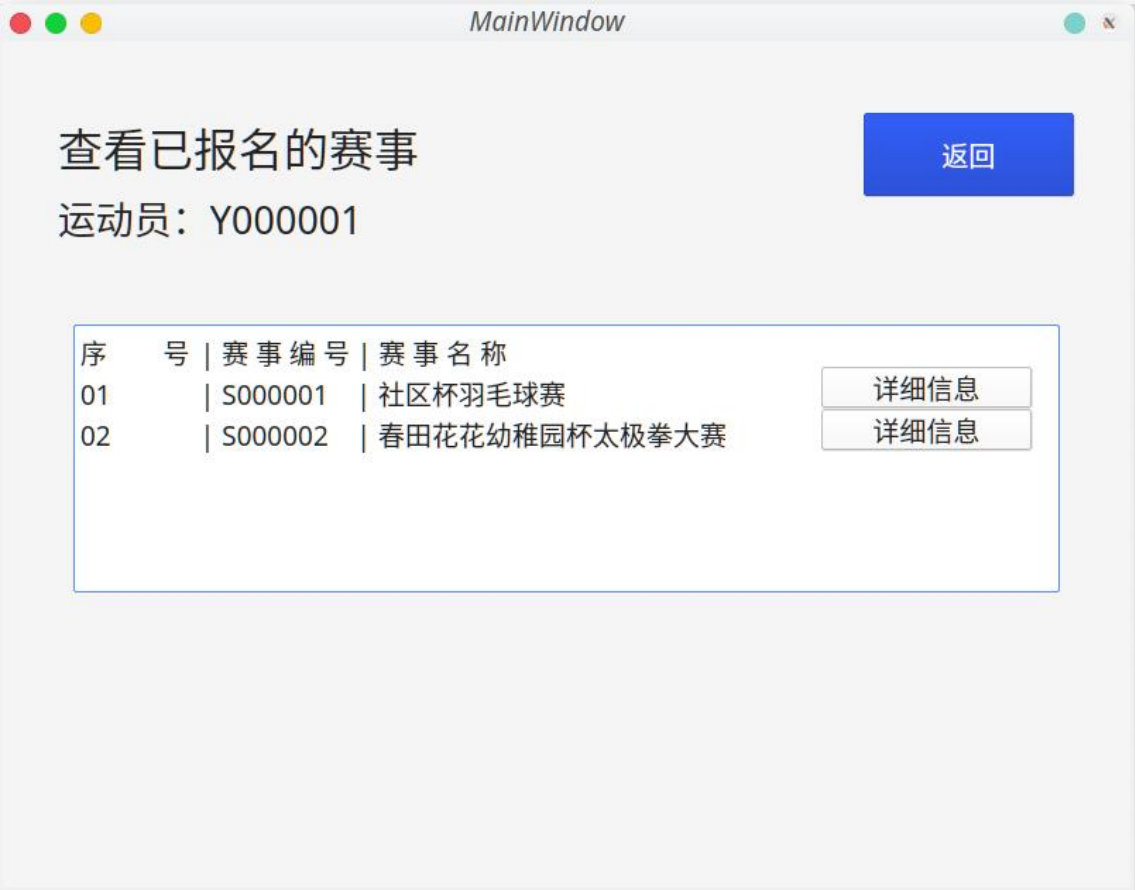 MainWindow
查看已报名的赛事
返回
运动员：Y000001
序 号 | 赛 事 编 号 | 赛 事 名 称
01 | S000001 | 社区杯羽毛球赛 详细信息
02 | S000002 | 春田花花幼稚园杯太极拳大赛 详细信息